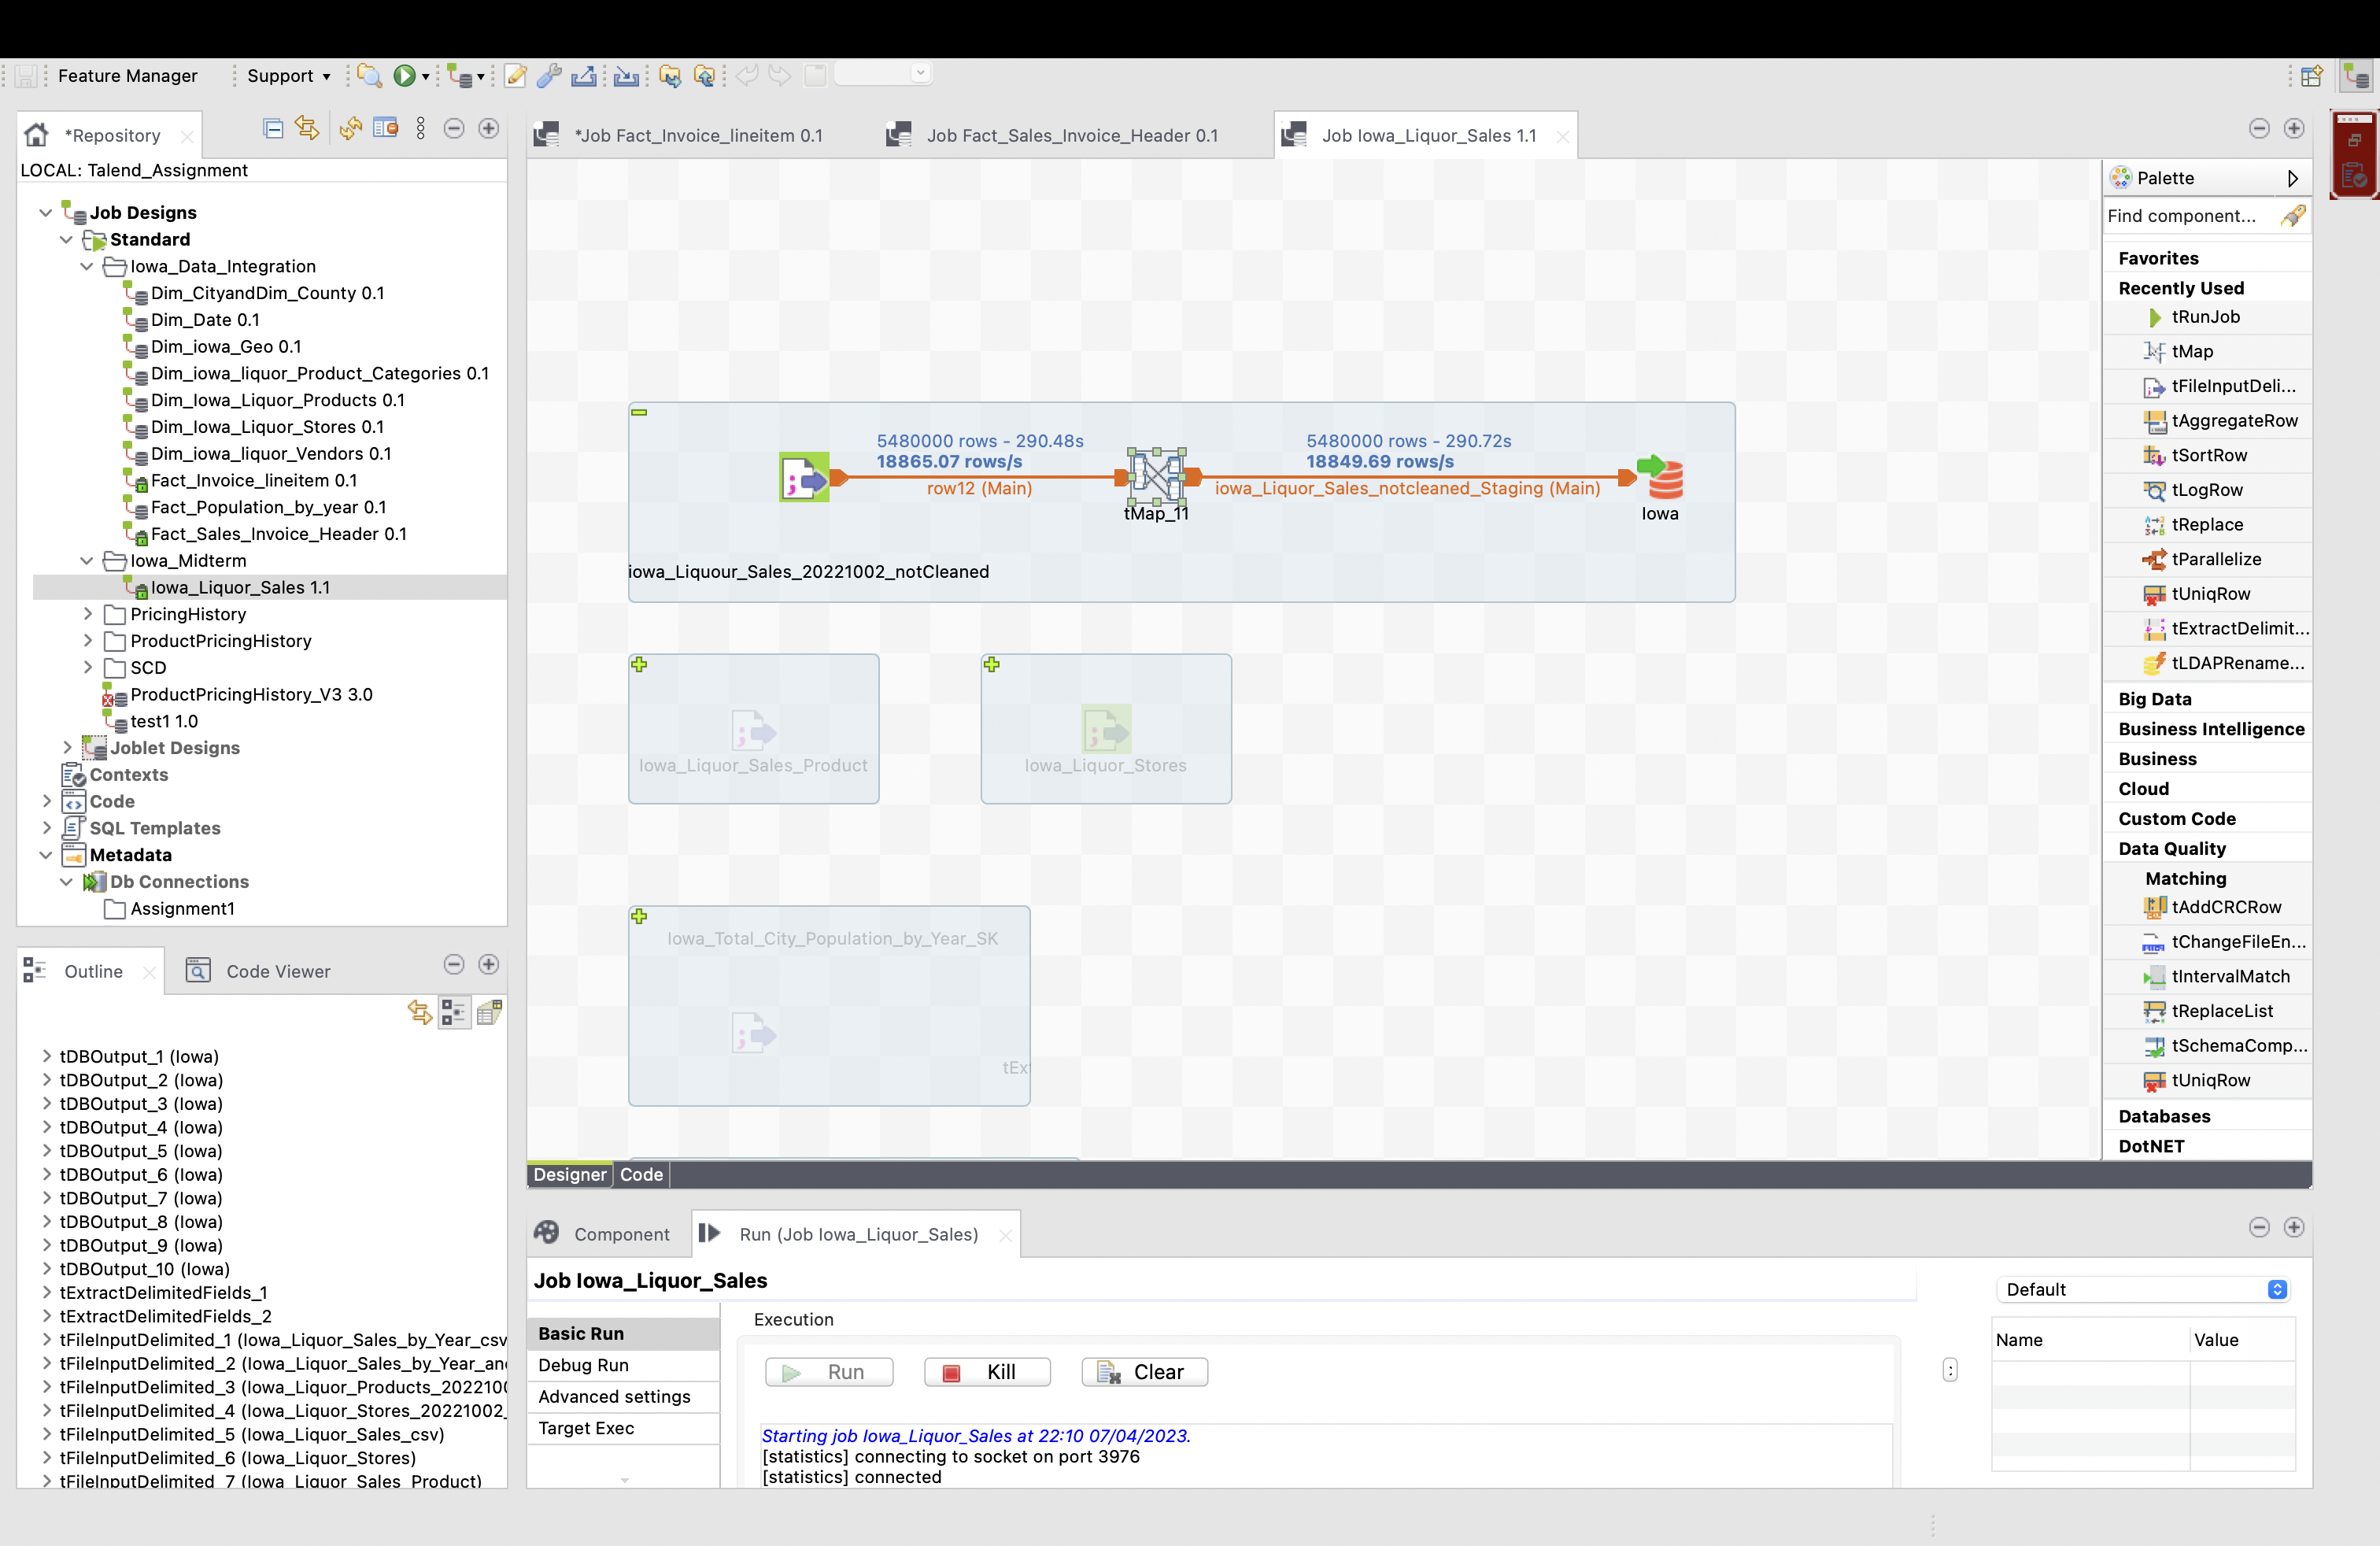 Feature Manager
Support
*Repository
LOCAL: Talend_Assignment
Job Designs
Standard
Iowa_Data_Integration
Dim_CityandDim_County 0.1
Dim_Date 0.1
Dim_iowa_Geo 0.1
Dim_iowa_liquor_Product_Categories 0.1
Dim_Iowa_Liquor_Products 0.1
Dim_Iowa_Liquor_Stores 0.1
Dim_iowa_liquor_Vendors 0.1
Fact_Invoice_lineitem 0.1
Fact_Population_by_year 0.1
Fact_Sales_Invoice_Header 0.1
Iowa_Midterm
Iowa_Liquor_Sales 1.1
PricingHistory
ProductPricingHistory
SCD
ProductPricingHistory_V3 3.0
test1 1.0
Joblet Designs
Contexts
Code
SQL Templates
Metadata
Db Connections
Assignment1
Outline
Code Viewer
tDBOutput_1 (Iowa)
tDBOutput_2 (Iowa)
tDBOutput_3 (Iowa)
tDBOutput_4 (Iowa)
tDBOutput_5 (Iowa)
tDBOutput_6 (Iowa)
tDBOutput_7 (Iowa)
tDBOutput_8 (Iowa)
tDBOutput_9 (Iowa)
tDBOutput_10 (Iowa)
tExtractDelimitedFields_1
tExtractDelimitedFields_2
tFileInputDelimited_1 (Iowa_Liquor_Sales_by_Year_csv
tFileInputDelimited_2 (Iowa_Liquor_Sales_by_Year_an
tFileInputDelimited_3 (Iowa_Liquor_Products_202210
tFileInputDelimited_4 (Iowa_Liquor_Stores_20221002_
tFileInputDelimited_5 (Iowa_Liquor_Sales_csv)
tFileInputDelimited_6 (Iowa_Liquor_Stores)
tFileInputDelimited_7 (Iowa_Liquor_Sales_Product)
*Job Fact_Invoice_lineitem 0.1
Job Fact_Sales_Invoice_Header 0.1
Job Iowa_Liquor_Sales 1.1
5480000 rows - 290.48s
18865.07 rows/s
row12 (Main)
5480000 rows - 290.72s
18849.69 rows/s
iowa_Liquor_Sales_notcleaned_Staging (Main)
tMap_11
Iowa
iowa_Liquour_Sales_20221002_notCleaned
Iowa_Liquor_Sales_Product
Iowa_Liquor_Stores
Iowa_Total_City_Population_by_Year_SK
tEx
Designer
Code
Palette
Find component...
Favorites
Recently Used
tRunJob
tMap
tFileInputDeli...
tAggregateRow
tSortRow
tLogRow
tReplace
tParallelize
tUniqRow
tExtractDelimit...
tLDAPRename...
Big Data
Business Intelligence
Business
Cloud
Custom Code
Data Quality
Matching
tAddCRCRow
tChangeFileEn...
tIntervalMatch
tReplaceList
tSchemaComp...
tUniqRow
Databases
DotNET
Component
Run (Job Iowa_Liquor_Sales)
Job Iowa_Liquor_Sales
Basic Run
Debug Run
Advanced settings
Target Exec
Execution
Run
Kill
Clear
Starting job Iowa_Liquor_Sales at 22:10 07/04/2023.
[statistics] connecting to socket on port 3976
[statistics] connected
Default
Name
Value